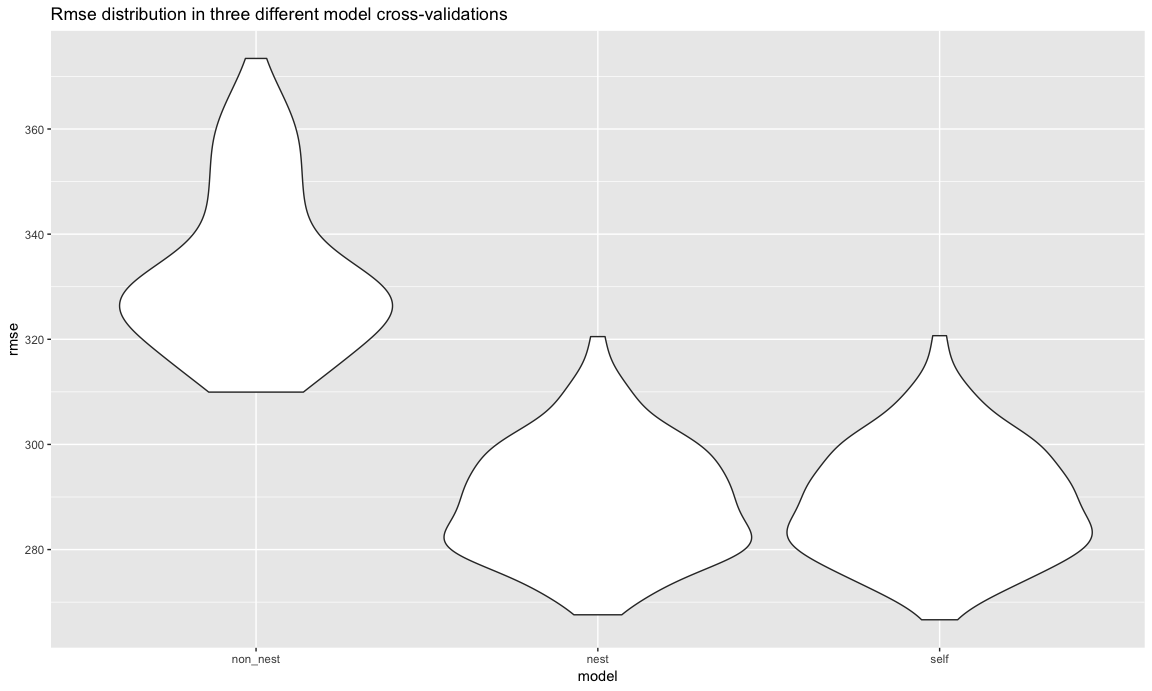 Rmse distribution in three different model cross-validations
rmse
360
340
320
300
280
non_nest nest self
model